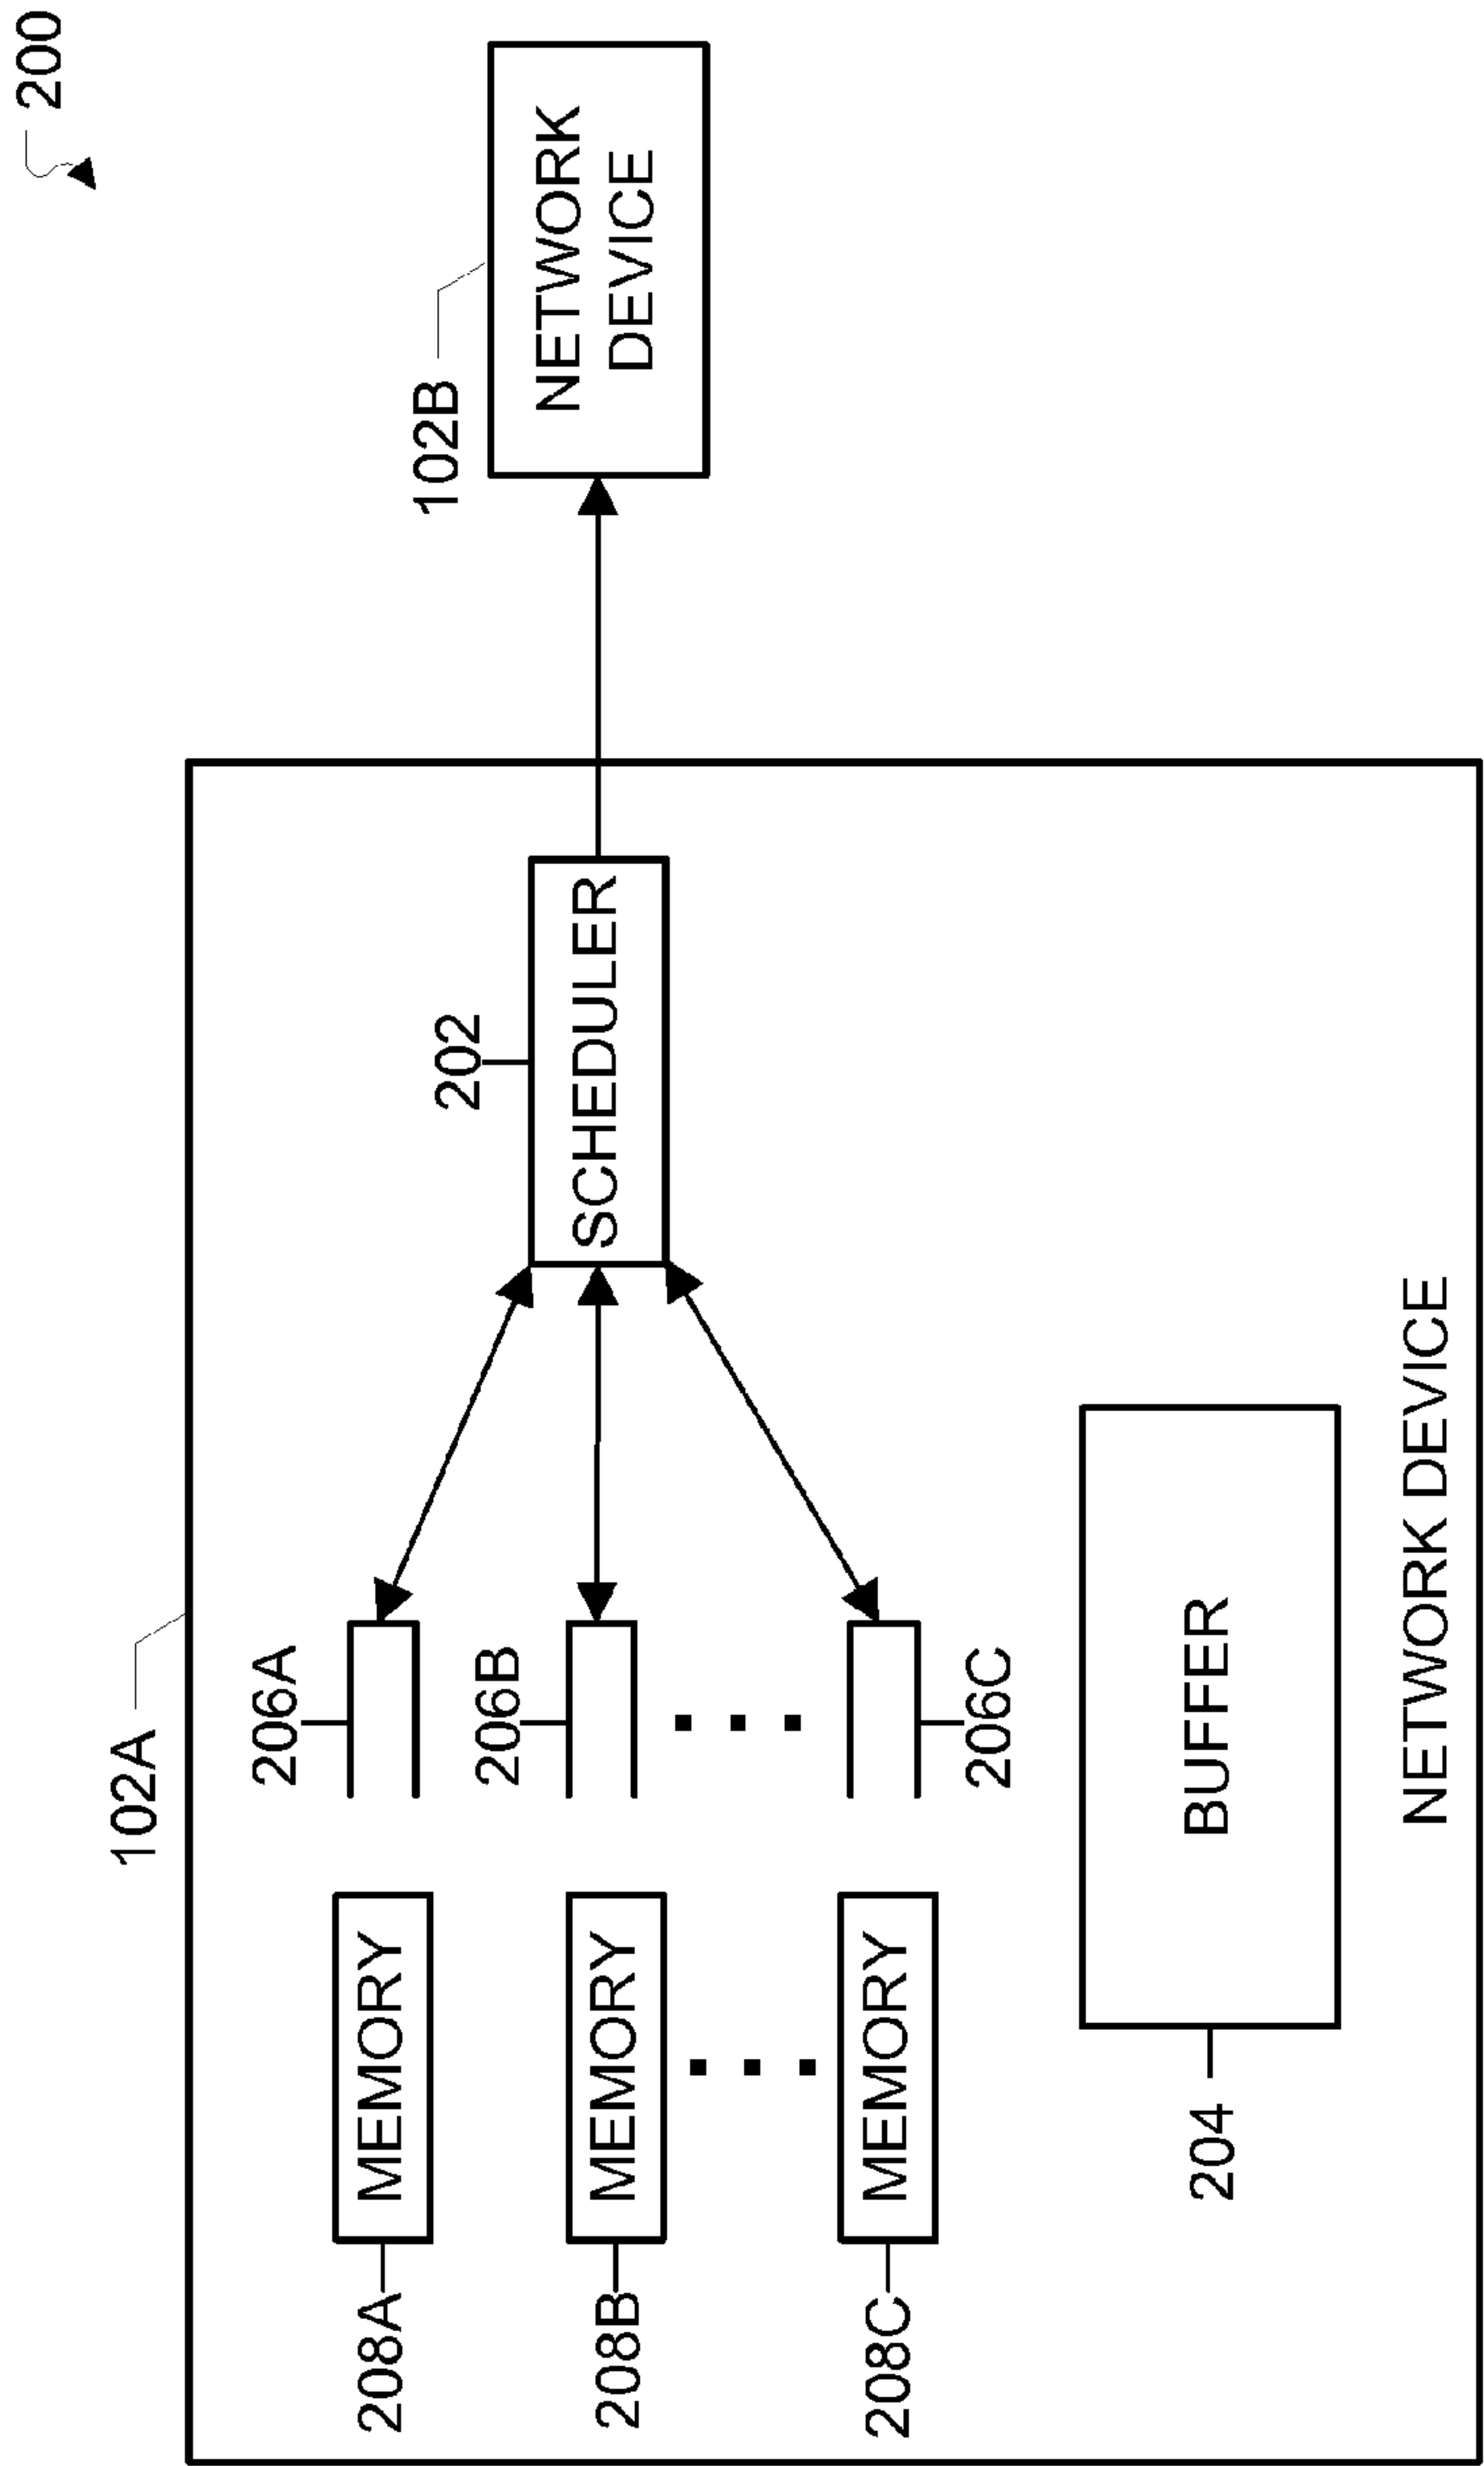 200
102A
102B
NETWORK
DEVICE
208A
MEMORY
206A
202
SCHEDULER
208B
MEMORY
206B
208C
MEMORY
206C
204
BUFFER
NETWORK DEVICE